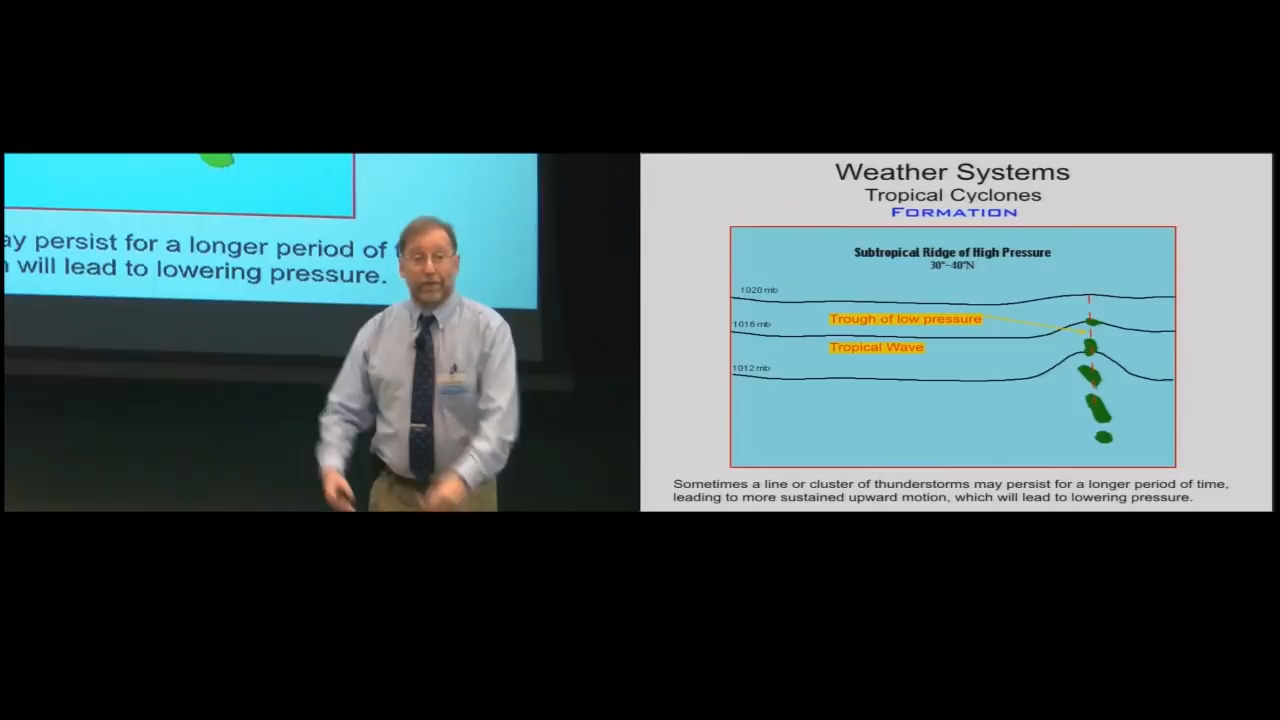 ay persist for a longer period of
will lead to lowering pressure.
Weather Systems
Tropical Cyclones
FORMATION
Subtropical Ridge of High Pressure
30°-40°N
1020 mb
Trough of low pressure
1016 mb
Tropical Wave
1012 mb
Sometimes a line or cluster of thunderstorms may persist for a longer period of time,
leading to more sustained upward motion, which will lead to lowering pressure.